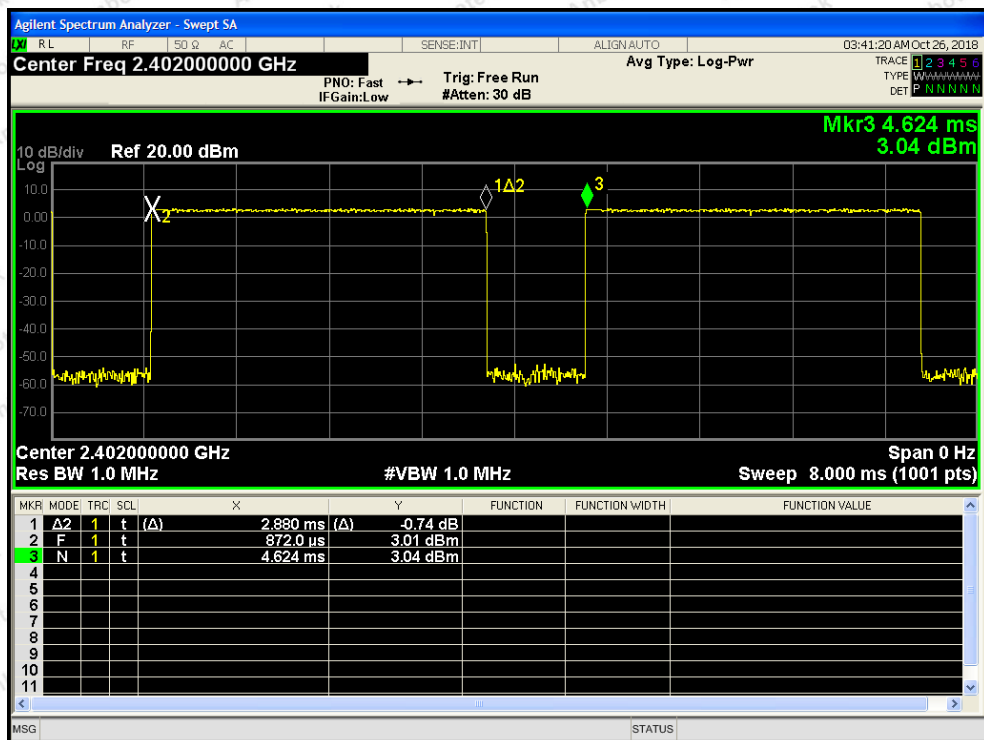 Agilent Spectrum Analyzer - Swept SA
LXI RL RF 50 Ω AC SENSE:INT ALIGNAUTO 03:41:20 AM Oct 26, 2018
Center Freq 2.402000000 GHz Avg Type: Log-Pwr TRACE 1 2 3 4 5 6
PNO: Fast Trig: Free Run TYPE WWWWWW
IFGain:Low #Atten: 30 dB DET P N N N N N
Mkr3 4.624 ms
10 dB/div Ref 20.00 dBm 3.04 dBm
Log
10.0
0.00
-10.0
-20.0
-30.0
-40.0
-50.0
-60.0
-70.0
2 1Δ2 3
Center 2.402000000 GHz Span 0 Hz
Res BW 1.0 MHz #VBW 1.0 MHz Sweep 8.000 ms (1001 pts)
MKR MODE TRC SCL X Y FUNCTION FUNCTION WIDTH FUNCTION VALUE
1 Δ2 1 t (Δ) 2.880 ms (Δ) -0.74 dB
2 F 1 t 872.0 µs 3.01 dBm
3 N 1 t 4.624 ms 3.04 dBm
4
5
6
7
8
9
10
11
MSG STATUS